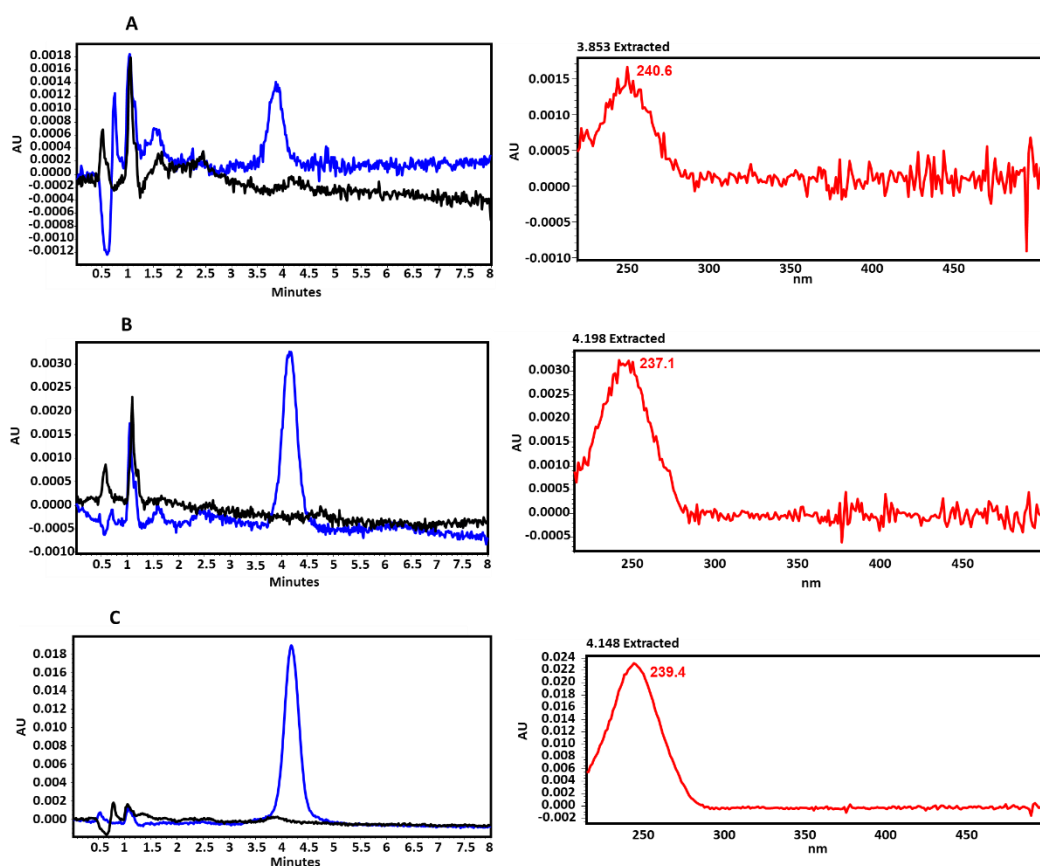 A
0.0018
0.0014
0.0012
0.0010
0.0008
0.0006
0.0004
0.0002
0.0000
-0.0002
-0.0004
-0.0006
-0.0008
-0.0010
-0.0012
AU
0.5 1 1.5 2 2.5 3 3.5 4 4.5 5 5.5 6 6.5 7 7.5 8
Minutes
3.853 Extracted
240.6
0.0015
0.0010
0.0005
0.0000
-0.0005
-0.0010
AU
250 300 350 400 450
nm
B
0.0030
0.0025
0.0020
0.0015
0.0010
0.0005
0.0000
-0.0005
-0.0010
AU
0.5 1 1.5 2 2.5 3 3.5 4 4.5 5 5.5 6 6.5 7 7.5 8
Minutes
4.198 Extracted
237.1
0.0030
0.0025
0.0020
0.0015
0.0010
0.0005
0.0000
-0.0005
AU
250 300 350 400 450
nm
C
0.018
0.016
0.014
0.012
0.010
0.008
0.006
0.004
0.002
0.000
AU
0.5 1 1.5 2 2.5 3 3.5 4 4.5 5 5.5 6 6.5 7 7.5 8
Minutes
4.148 Extracted
239.4
0.024
0.022
0.020
0.018
0.016
0.014
0.012
0.010
0.008
0.006
0.004
0.002
0.000
-0.002
AU
250 300 350 400 450
nm